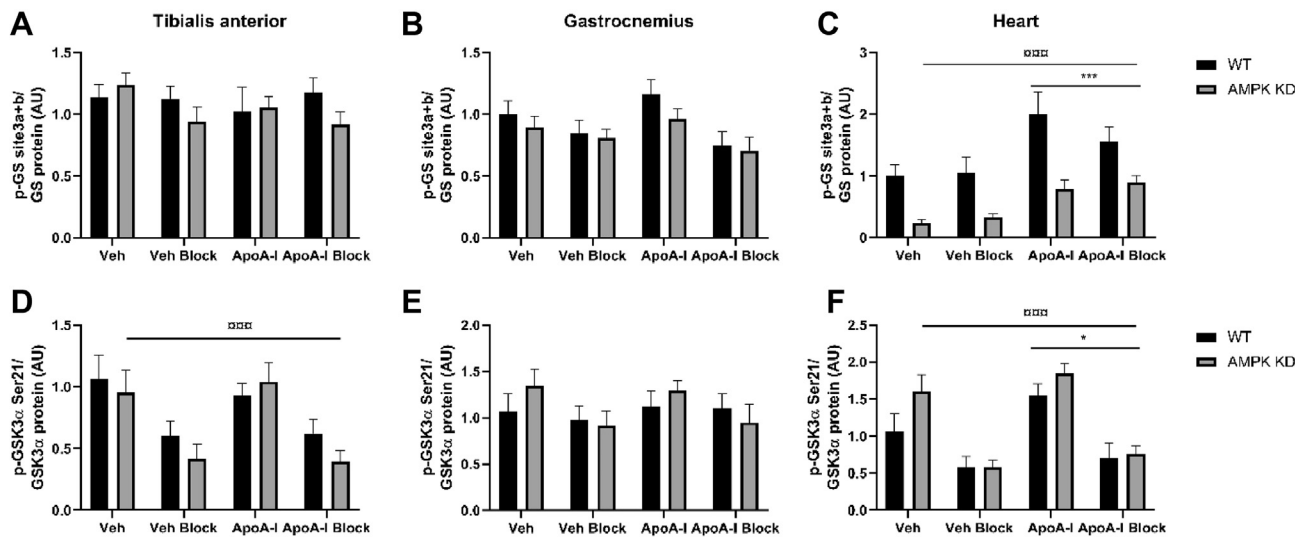 A
Tibialis anterior
p-GS site3a+b/
GS protein (AU)
1.5
1.0
0.5
0.0
Veh Veh Block ApoA-I ApoA-I Block
B
Gastrocnemius
p-GS site3a+b/
GS protein (AU)
1.5
1.0
0.5
0.0
Veh Veh Block ApoA-I ApoA-I Block
C
Heart
p-GS site3a+b/
GS protein (AU)
3
2
1
0
¤¤¤
***
Veh Veh Block ApoA-I ApoA-I Block
WT
AMPK KD
D
p-GSK3α Ser21/
GSK3α protein (AU)
1.5
1.0
0.5
0.0
¤¤¤
Veh Veh Block ApoA-I ApoA-I Block
E
p-GSK3α Ser21/
GSK3α protein (AU)
2.0
1.5
1.0
0.5
0.0
Veh Veh Block ApoA-I ApoA-I Block
F
p-GSK3α Ser21/
GSK3α protein (AU)
2.5
2.0
1.5
1.0
0.5
0.0
¤¤¤
*
Veh Veh Block ApoA-I ApoA-I Block
WT
AMPK KD